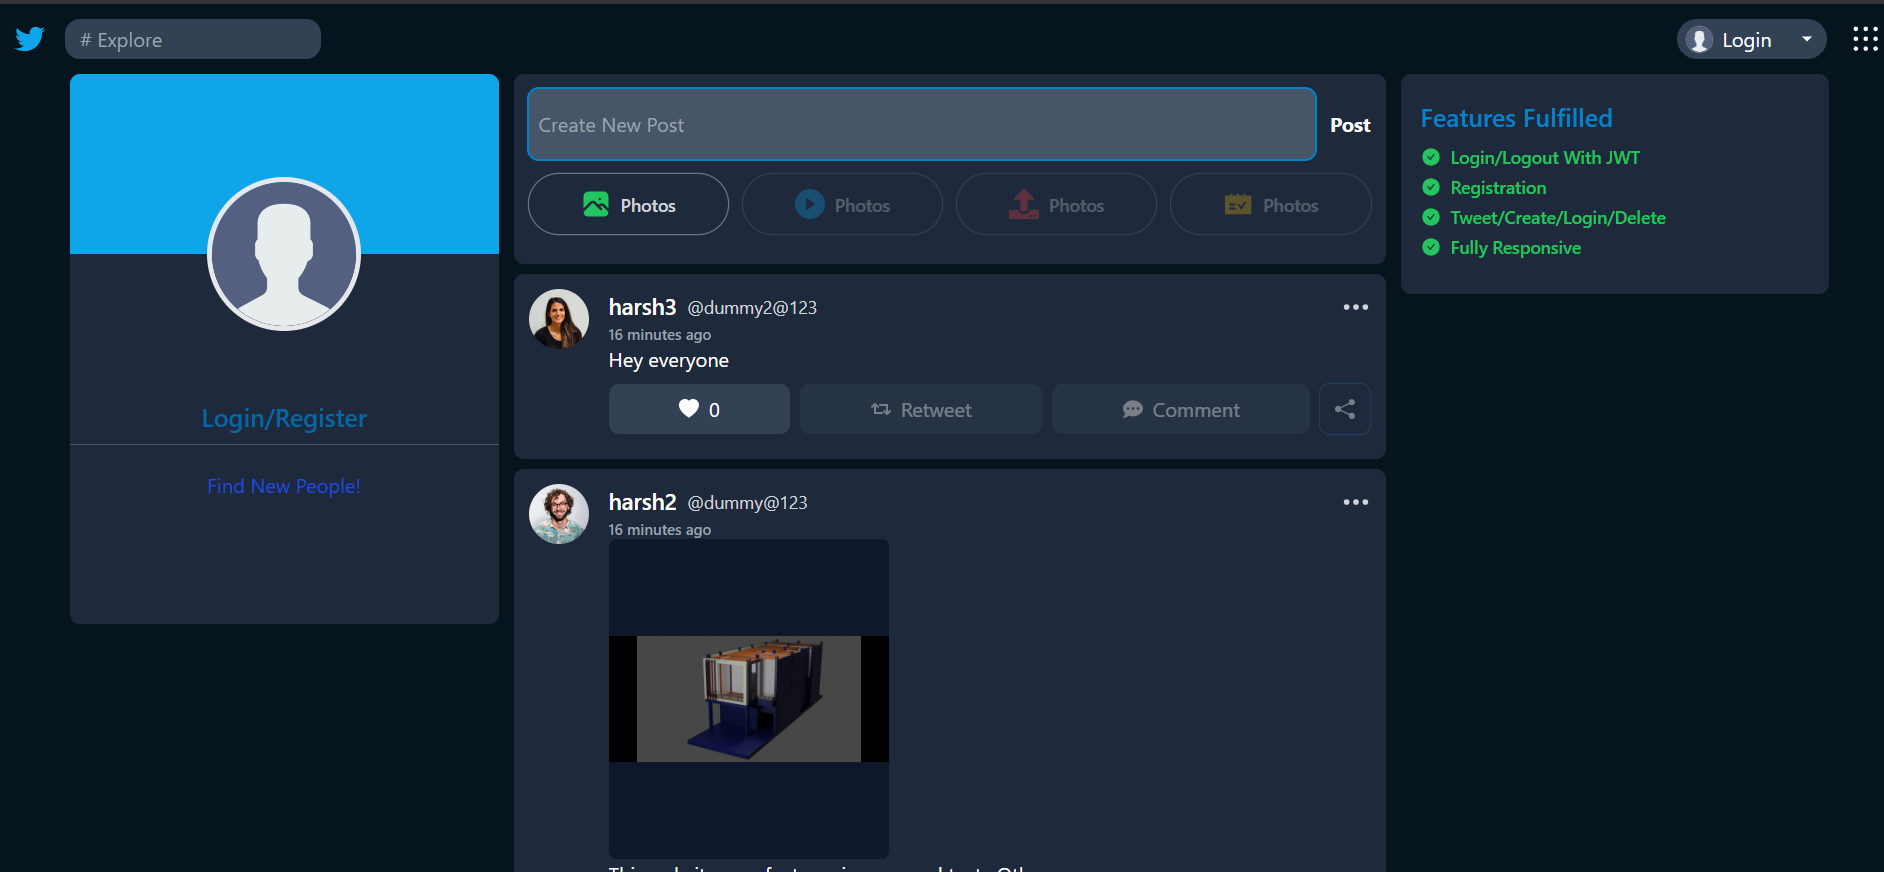 # Explore
Login
Login/Register
Find New People!
Create New Post
Post
Photos
Photos
Photos
Photos
harsh3 @dummy2@123
16 minutes ago
Hey everyone
0
Retweet
Comment
harsh2 @dummy@123
16 minutes ago
Features Fulfilled
Login/Logout With JWT
Registration
Tweet/Create/Login/Delete
Fully Responsive